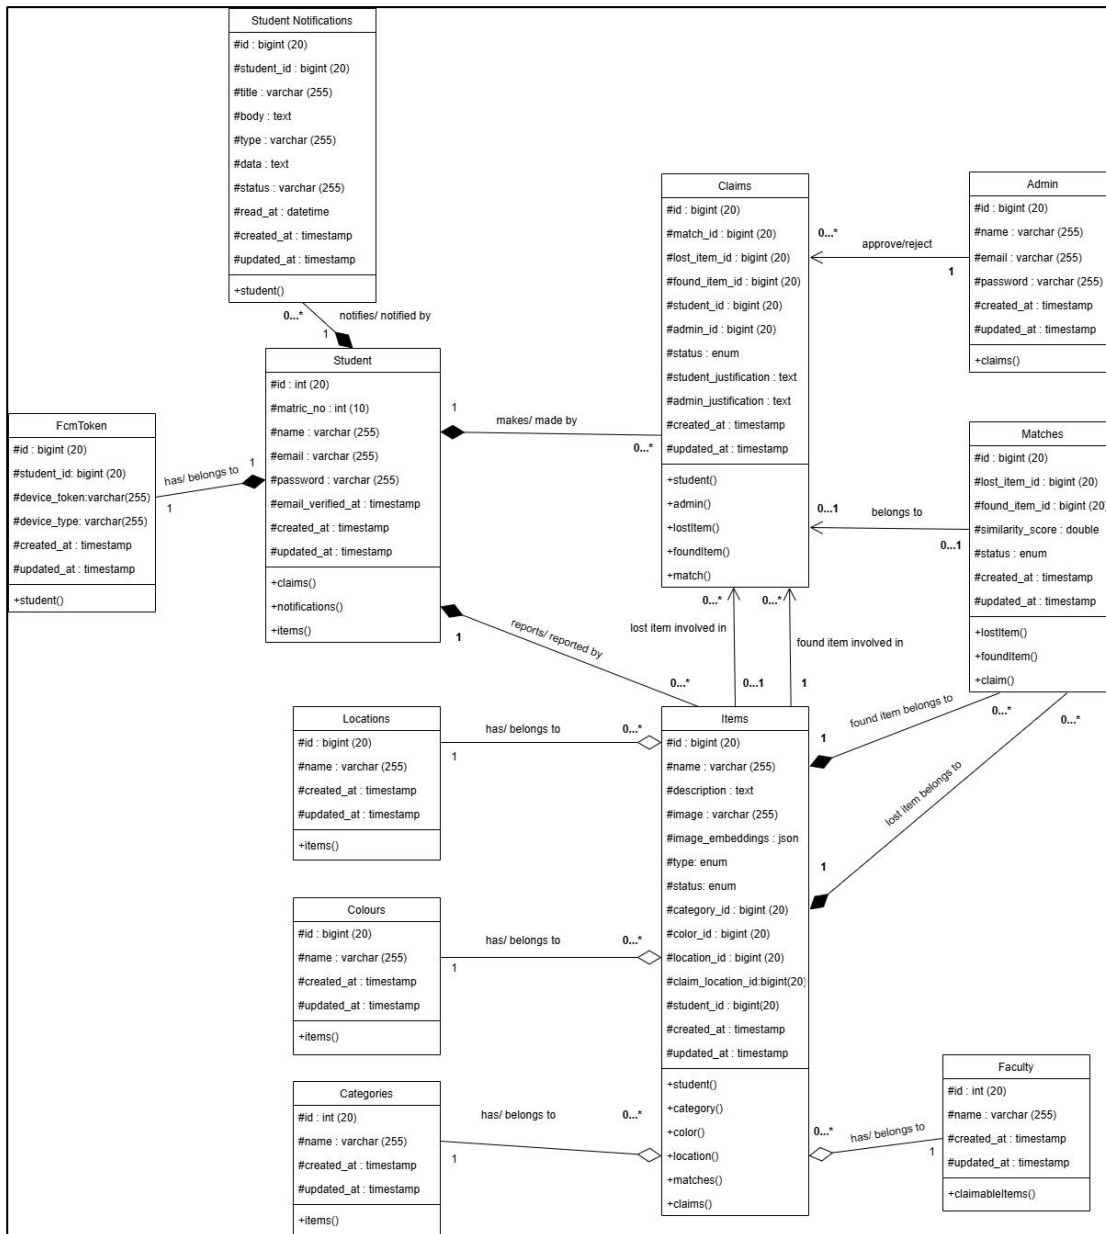 Student Notifications
#id : bigint (20)
#student_id : bigint (20)
#title : varchar (255)
#body : text
#type : varchar (255)
#data : text
#status : varchar (255)
#read_at : datetime
#created_at : timestamp
#updated_at : timestamp
+student()
0...*
notifies/ notified by
1
Student
#id : int (20)
#matric_no : int (10)
#name : varchar (255)
#email : varchar (255)
#password : varchar (255)
#email_verified_at : timestamp
#created_at : timestamp
#updated_at : timestamp
+claims()
+notifications()
+items()
FcmToken
#id : bigint (20)
#student_id: bigint (20)
#device_token:varchar(255)
#device_type: varchar(255)
#created_at : timestamp
#updated_at : timestamp
+student()
has/ belongs to
1
1
1
makes/ made by
0...*
Claims
#id : bigint (20)
#match_id : bigint (20)
#lost_item_id : bigint (20)
#found_item_id : bigint (20)
#student_id : bigint (20)
#admin_id : bigint (20)
#status : enum
#student_justification : text
#admin_justification : text
#created_at : timestamp
#updated_at : timestamp
+student()
+admin()
+lostItem()
+foundItem()
+match()
0...*
approve/reject
1
Admin
#id : bigint (20)
#name : varchar (255)
#email : varchar (255)
#password : varchar (255)
#created_at : timestamp
#updated_at : timestamp
+claims()
Matches
#id : bigint (20)
#lost_item_id : bigint (20)
#found_item_id : bigint (20)
#similarity_score : double
#status : enum
#created_at : timestamp
#updated_at : timestamp
+lostItem()
+foundItem()
+claim()
0...1
belongs to
0...1
0...*
0...*
lost item involved in
found item involved in
0...1
1
1
reports/ reported by
0...*
Locations
#id : bigint (20)
#name : varchar (255)
#created_at : timestamp
#updated_at : timestamp
+items()
has/ belongs to
0...*
1
Items
#id : bigint (20)
#name : varchar (255)
#description : text
#image : varchar (255)
#image_embeddings : json
#type: enum
#status: enum
#category_id : bigint (20)
#color_id : bigint (20)
#location_id : bigint (20)
#claim_location_id:bigint(20)
#student_id : bigint(20)
#created_at : timestamp
#updated_at : timestamp
+student()
+category()
+color()
+location()
+matches()
+claims()
found item belongs to
1
0...*
lost item belongs to
1
0...*
Colours
#id : bigint (20)
#name : varchar (255)
#created_at : timestamp
#updated_at : timestamp
+items()
has/ belongs to
0...*
1
Categories
#id : int (20)
#name : varchar (255)
#created_at : timestamp
#updated_at : timestamp
+items()
has/ belongs to
0...*
1
0...*
has/ belongs to
1
Faculty
#id : int (20)
#name : varchar (255)
#created_at : timestamp
#updated_at : timestamp
+claimableItems()